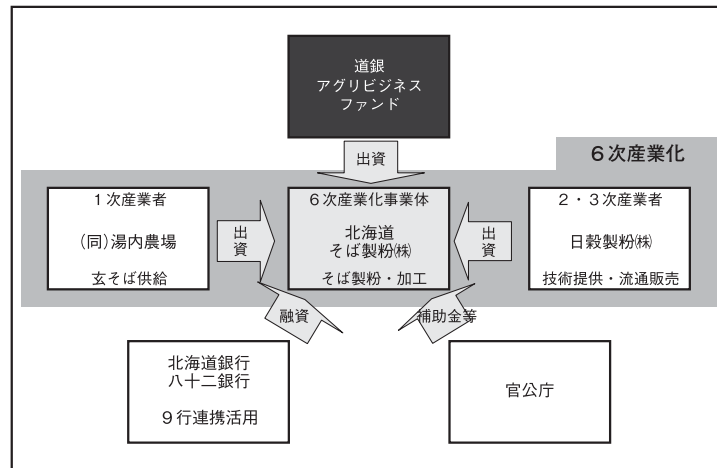 道銀
アグリビジネス
ファンド
出資
６次産業化
１次産業者
(同)湯内農場
玄そば供給
出資
６次産業化事業体
北海道
そば製粉㈱
そば製粉・加工
出資
２・３次産業者
日穀製粉㈱
技術提供・流通販売
融資
補助金等
北海道銀行
八十二銀行
９行連携活用
官公庁